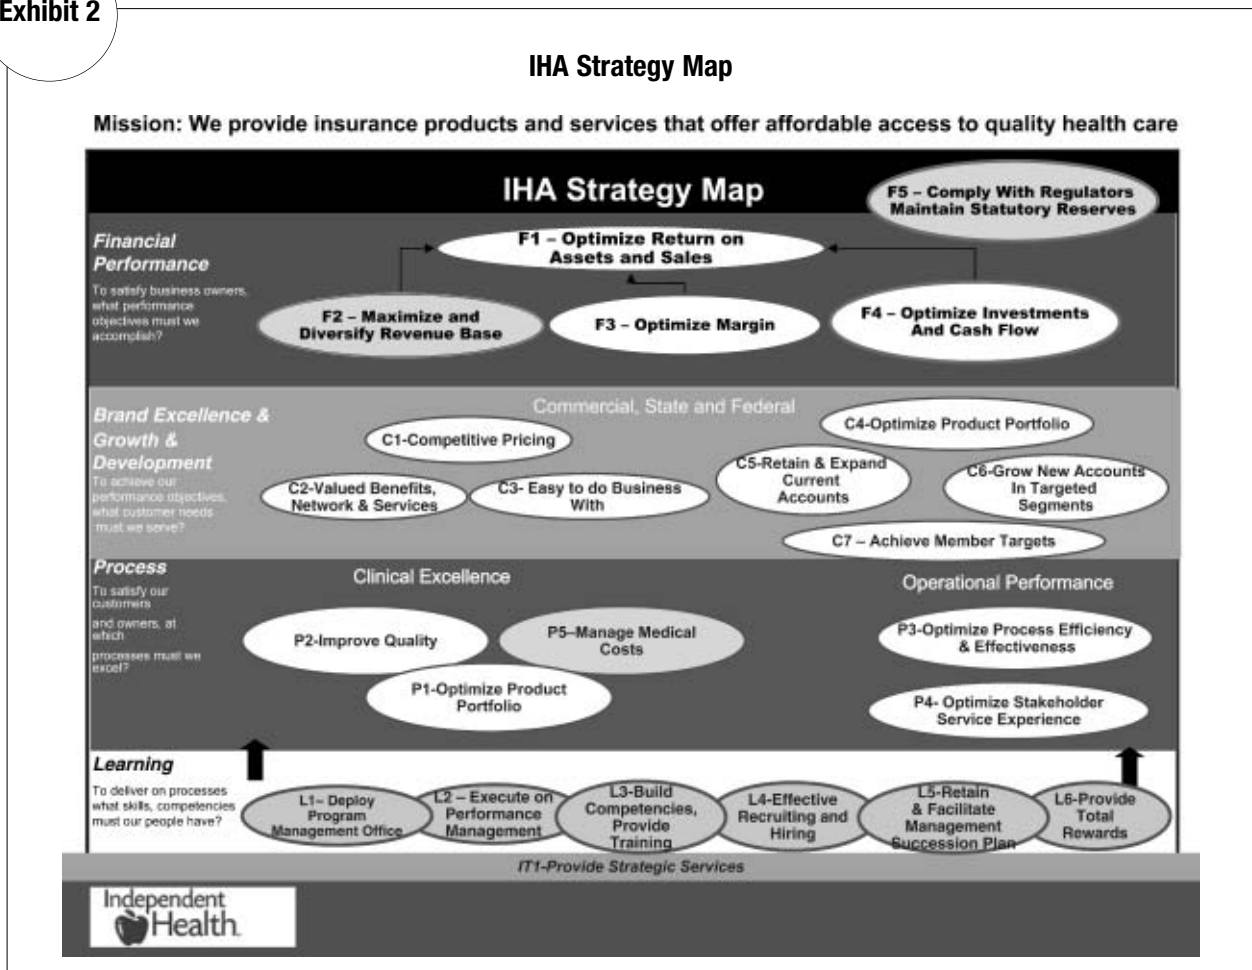 Exhibit 2
IHA Strategy Map
Mission: We provide insurance products and services that offer affordable access to quality health care
IHA Strategy Map
F5 – Comply With Regulators
Maintain Statutory Reserves
Financial
Performance
To satisfy business owners,
what performance
objectives must we
accomplish?
F1 – Optimize Return on
Assets and Sales
F2 – Maximize and
Diversify Revenue Base
F3 – Optimize Margin
F4 – Optimize Investments
And Cash Flow
Brand Excellence &
Growth &
Development
To achieve our
performance objectives,
what customer needs
must we serve?
Commercial, State and Federal
C1-Competitive Pricing
C2-Valued Benefits,
Network & Services
C3- Easy to do Business
With
C4-Optimize Product Portfolio
C5-Retain & Expand
Current
Accounts
C6-Grow New Accounts
In Targeted
Segments
C7 – Achieve Member Targets
Process
To satisfy our
customers
and owners, at
which
processes must we
excel?
Clinical Excellence
P2-Improve Quality
P5–Manage Medical
Costs
P1-Optimize Product
Portfolio
Operational Performance
P3-Optimize Process Efficiency
& Effectiveness
P4- Optimize Stakeholder
Service Experience
Learning
To deliver on processes
what skills, competencies
must our people have?
L1– Deploy
Program
Management Office
L2 – Execute on
Performance
Management
L3-Build
Competencies,
Provide
Training
L4-Effective
Recruiting and
Hiring
L5-Retain
& Facilitate
Management
Succession Plan
L6-Provide
Total
Rewards
IT1-Provide Strategic Services
Independent
Health.